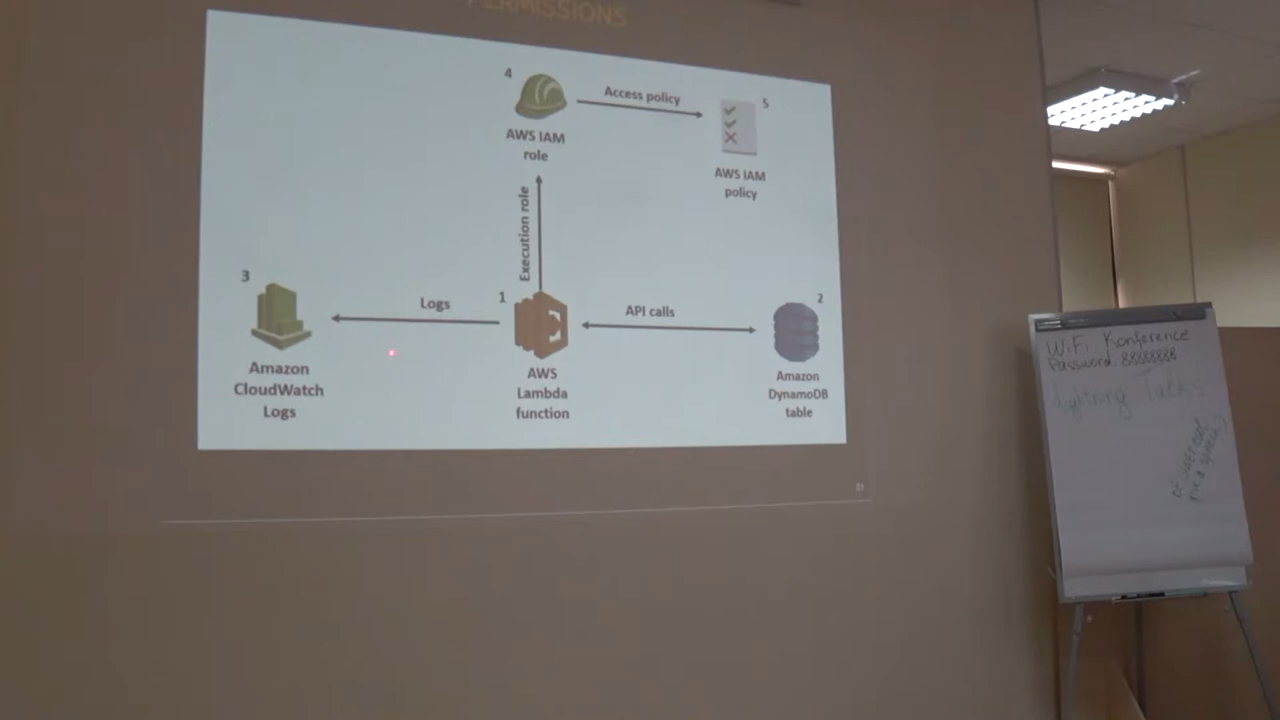 PERMISSIONS
4
Access policy
5
AWS IAM
role
AWS IAM
policy
Execution role
3
Logs
1
API calls
2
Amazon
CloudWatch
Logs
AWS
Lambda
function
Amazon
DynamoDB
table
WiFi Konference
Password: 88888888
Lightning Talks